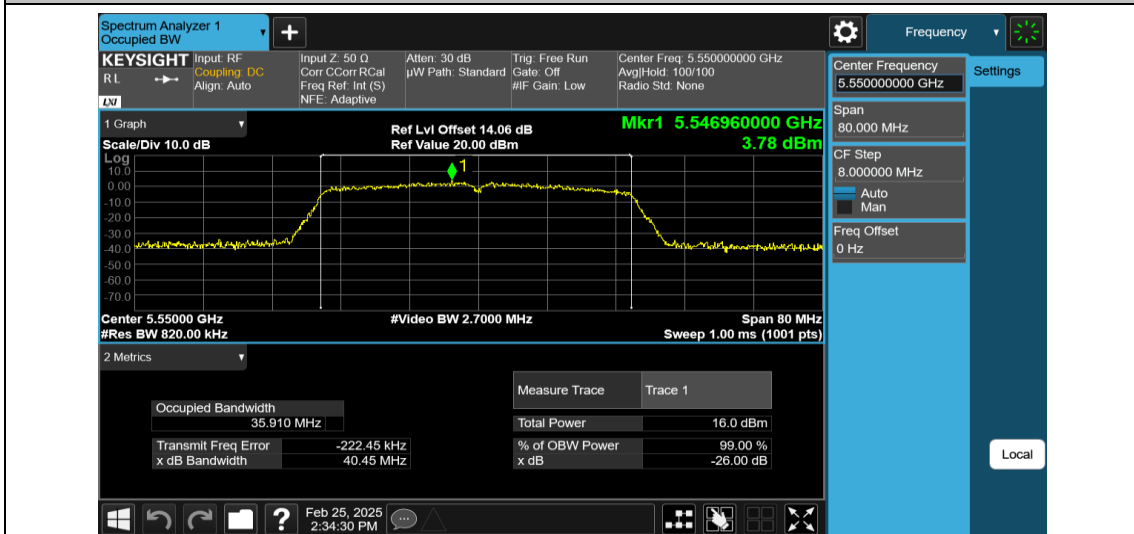 Spectrum Analyzer 1
Occupied BW
+
Frequency
KEYSIGHT
R L
LXI
Input: RF
Coupling: DC
Align: Auto
Input Z: 50 Ω
Corr CCorr RCal
Freq Ref: Int (S)
NFE: Adaptive
Atten: 30 dB
µW Path: Standard
Trig: Free Run
Gate: Off
#IF Gain: Low
Center Freq: 5.550000000 GHz
Avg|Hold: 100/100
Radio Std: None
Center Frequency
5.550000000 GHz
Settings
Span
80.000 MHz
CF Step
8.000000 MHz
Auto
Man
Freq Offset
0 Hz
1 Graph
Scale/Div 10.0 dB
Ref Lvl Offset 14.06 dB
Ref Value 20.00 dBm
Mkr1 5.546960000 GHz
3.78 dBm
Log
10.0
0.00
-10.0
-20.0
-30.0
-40.0
-50.0
-60.0
-70.0
1
Center 5.55000 GHz
#Res BW 820.00 kHz
#Video BW 2.7000 MHz
Span 80 MHz
Sweep 1.00 ms (1001 pts)
2 Metrics
Measure Trace Trace 1
Occupied Bandwidth
35.910 MHz
Total Power 16.0 dBm
Transmit Freq Error -222.45 kHz
% of OBW Power 99.00 %
x dB Bandwidth 40.45 MHz
x dB -26.00 dB
Local
?
Feb 25, 2025
2:34:30 PM